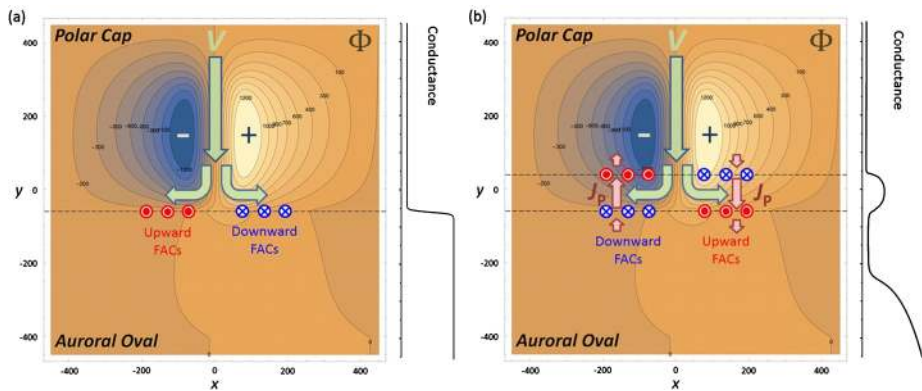 (a)
Polar Cap
V
Φ
−
+
Upward
FACs
Downward
FACs
Auroral Oval
y
400
200
0
-200
-400
-400
-200
0
200
400
x
Conductance
(b)
Polar Cap
V
Φ
−
+
J_P
J_P
Downward
FACs
Upward
FACs
Auroral Oval
y
400
200
0
-200
-400
-400
-200
0
200
400
x
Conductance